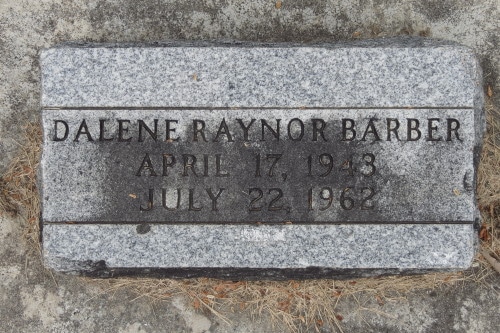 DALENE RAYNOR BARBER
APRIL 17, 1943
JULY 22, 1962